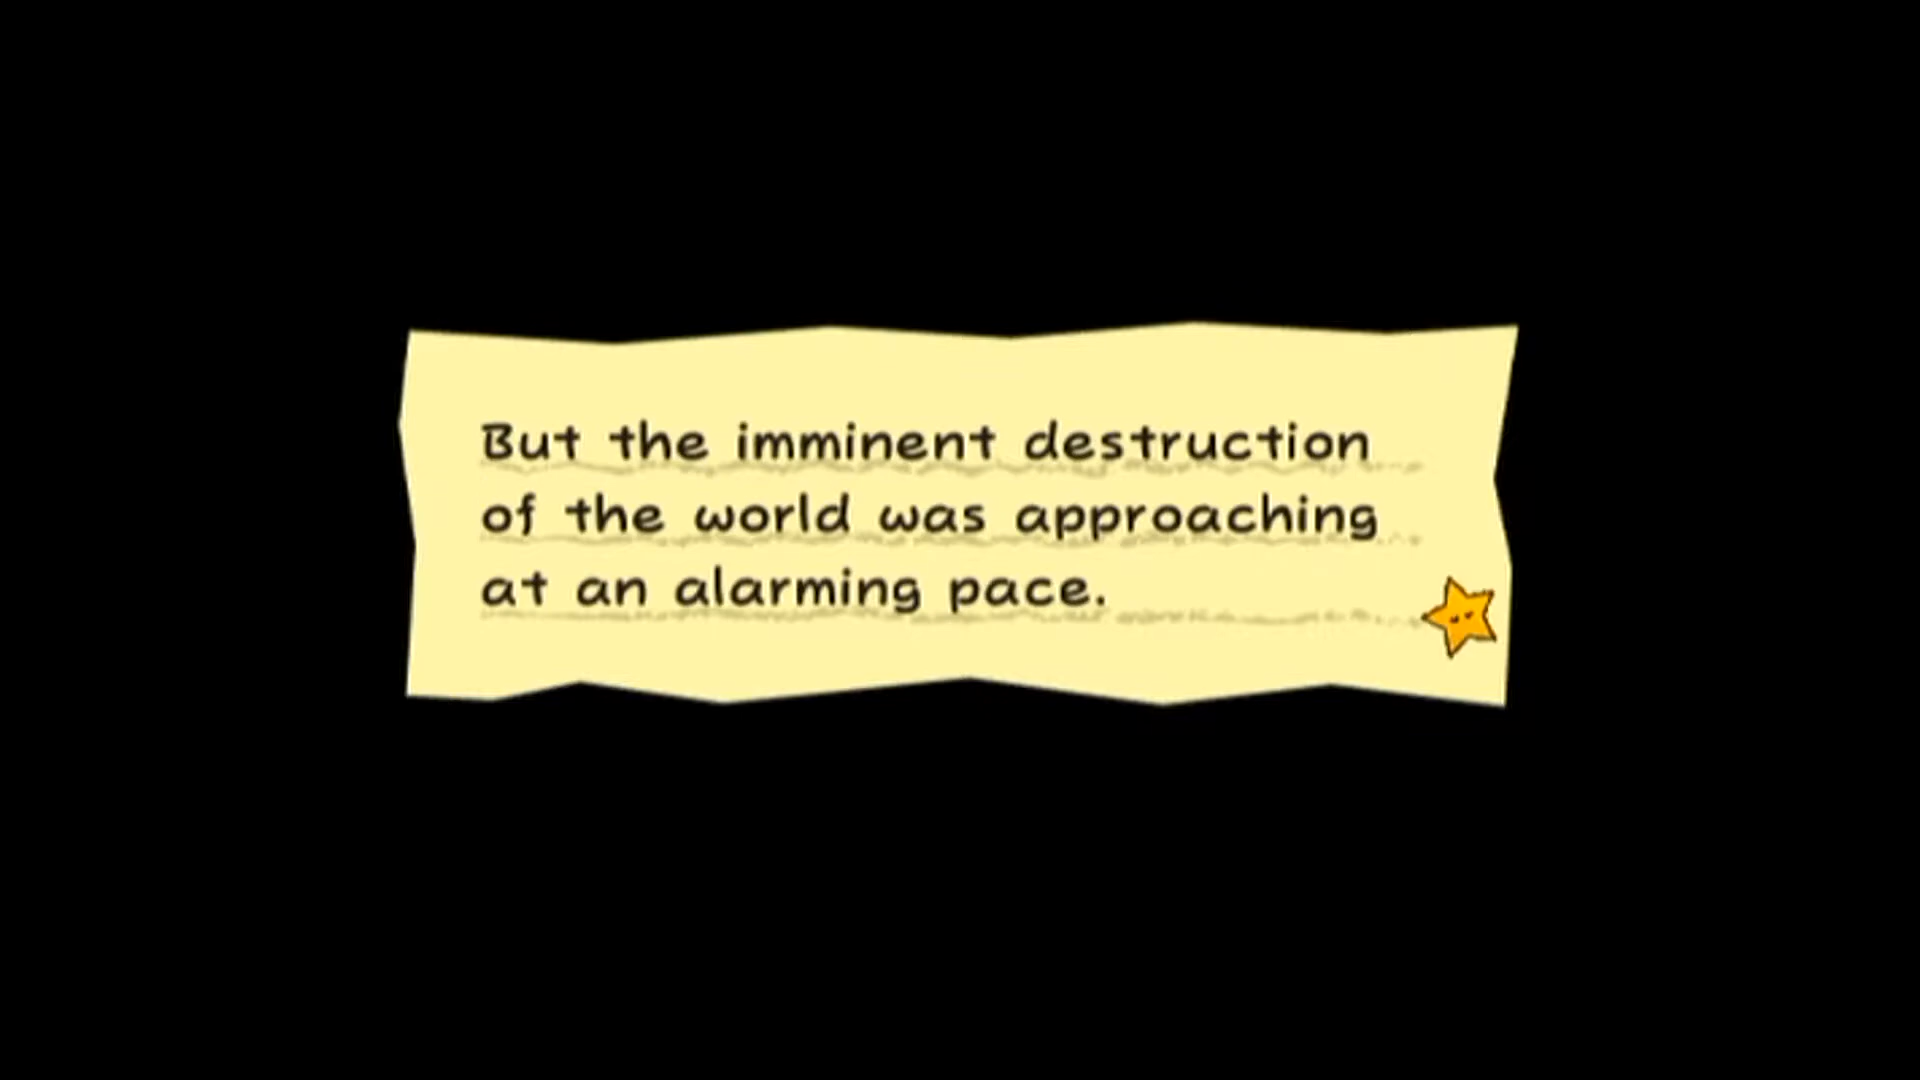 But the imminent destruction
of the world was approaching
at an alarming pace.